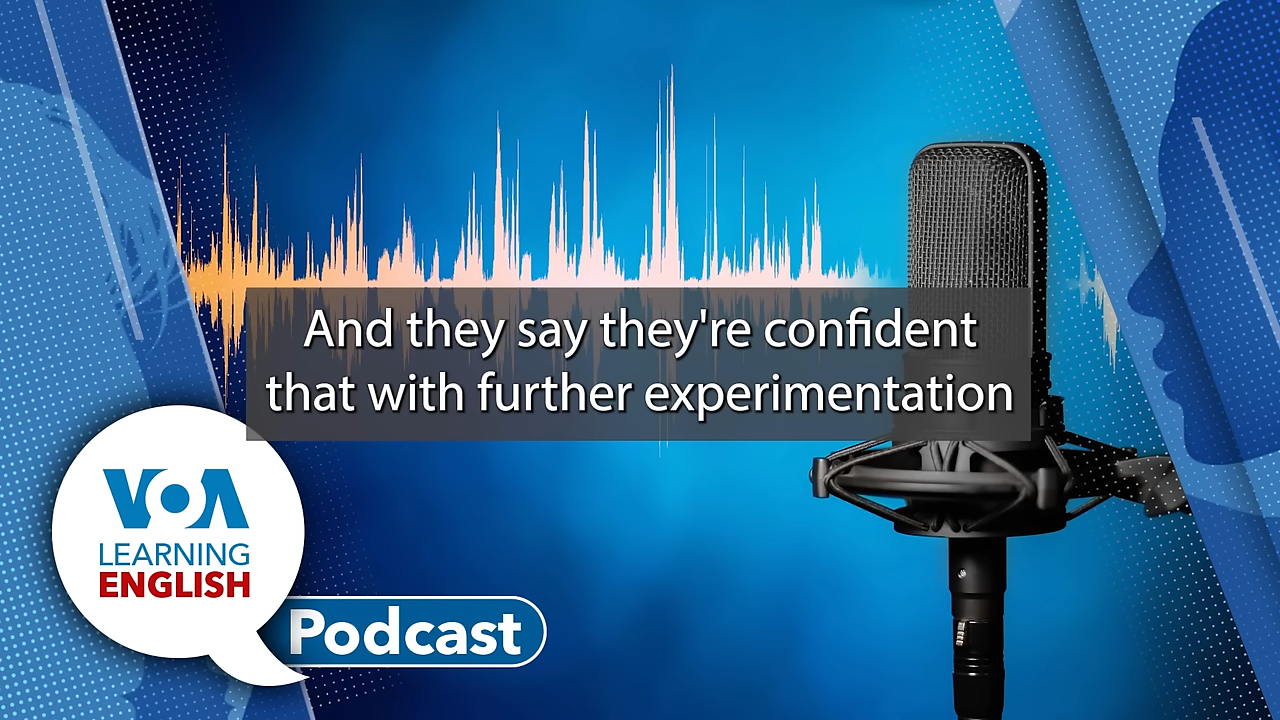 And they say they're confident
that with further experimentation
VOA
LEARNING
ENGLISH
Podcast